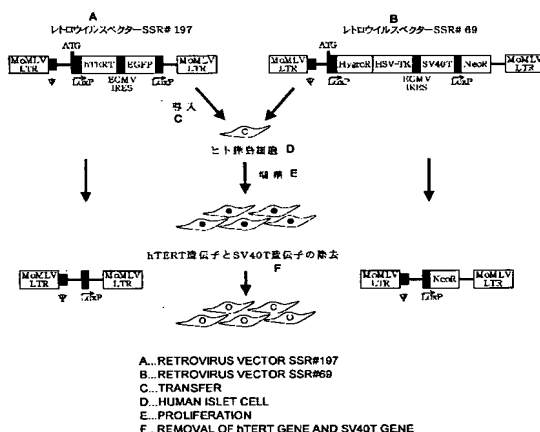 A
レトロウイルスベクターSSR# 197
B
レトロウイルスベクターSSR# 69
ATG
MoMLV LTR
hTERT
EGFP
MoMLV LTR
Ψ
LoxP
ECMV IRES
LoxP
ATG
MoMLV LTR
HygroR
HSV-TK
SV40T
NeoR
MoMLV LTR
Ψ
LoxP
ECMV IRES
LoxP
導入
C
ヒト膵島細胞 D
増殖 E
hTERT遺伝子とSV40T遺伝子の除去
F
MoMLV LTR
MoMLV LTR
Ψ
LoxP
MoMLV LTR
NeoR
MoMLV LTR
Ψ
LoxP
A...RETROVIRUS VECTOR SSR#197
B...RETROVIRUS VECTOR SSR#69
C...TRANSFER
D...HUMAN ISLET CELL
E...PROLIFERATION
F...REMOVAL OF hTERT GENE AND SV40T GENE